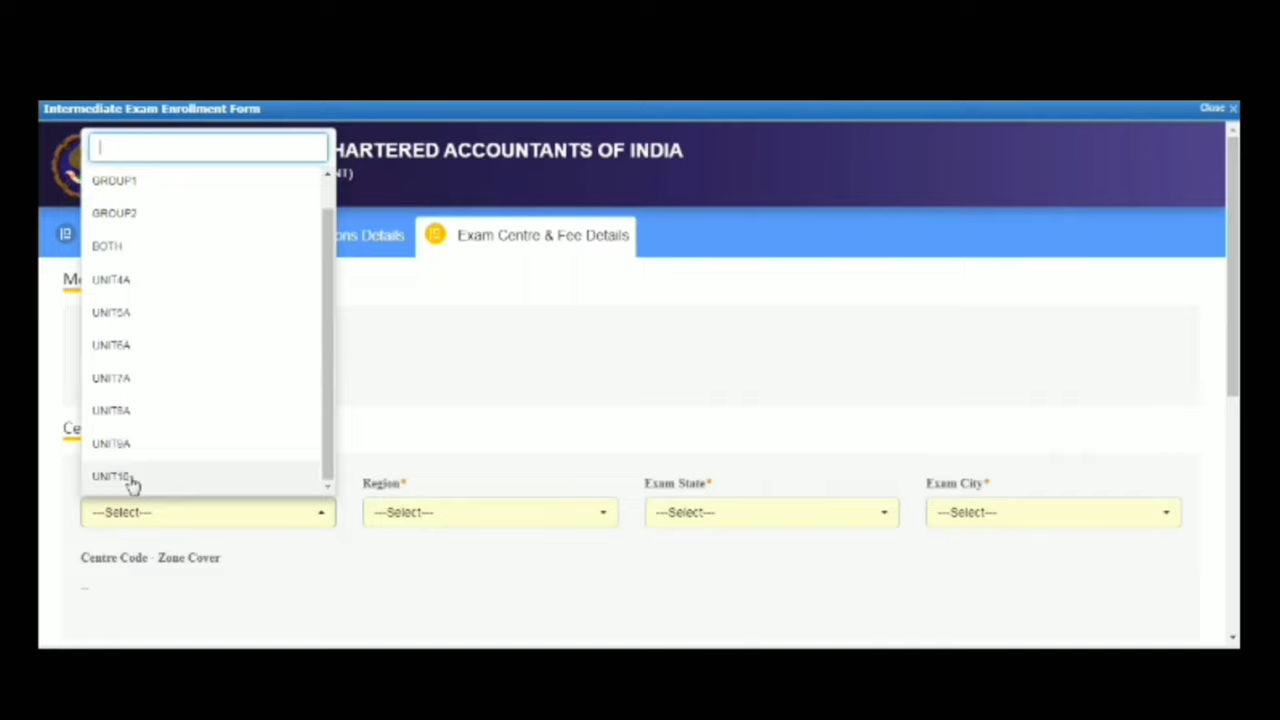 Intermediate Exam Enrollment Form
Close
HARTERED ACCOUNTANTS OF INDIA
NT)
ons Details
Exam Centre & Fee Details
GROUP1
GROUP2
BOTH
UNIT4A
UNIT5A
UNIT6A
UNIT7A
UNIT8A
UNIT9A
Region*
Exam State*
Exam City*
---Select---
---Select---
---Select---
---Select---
Centre Code - Zone Cover
--